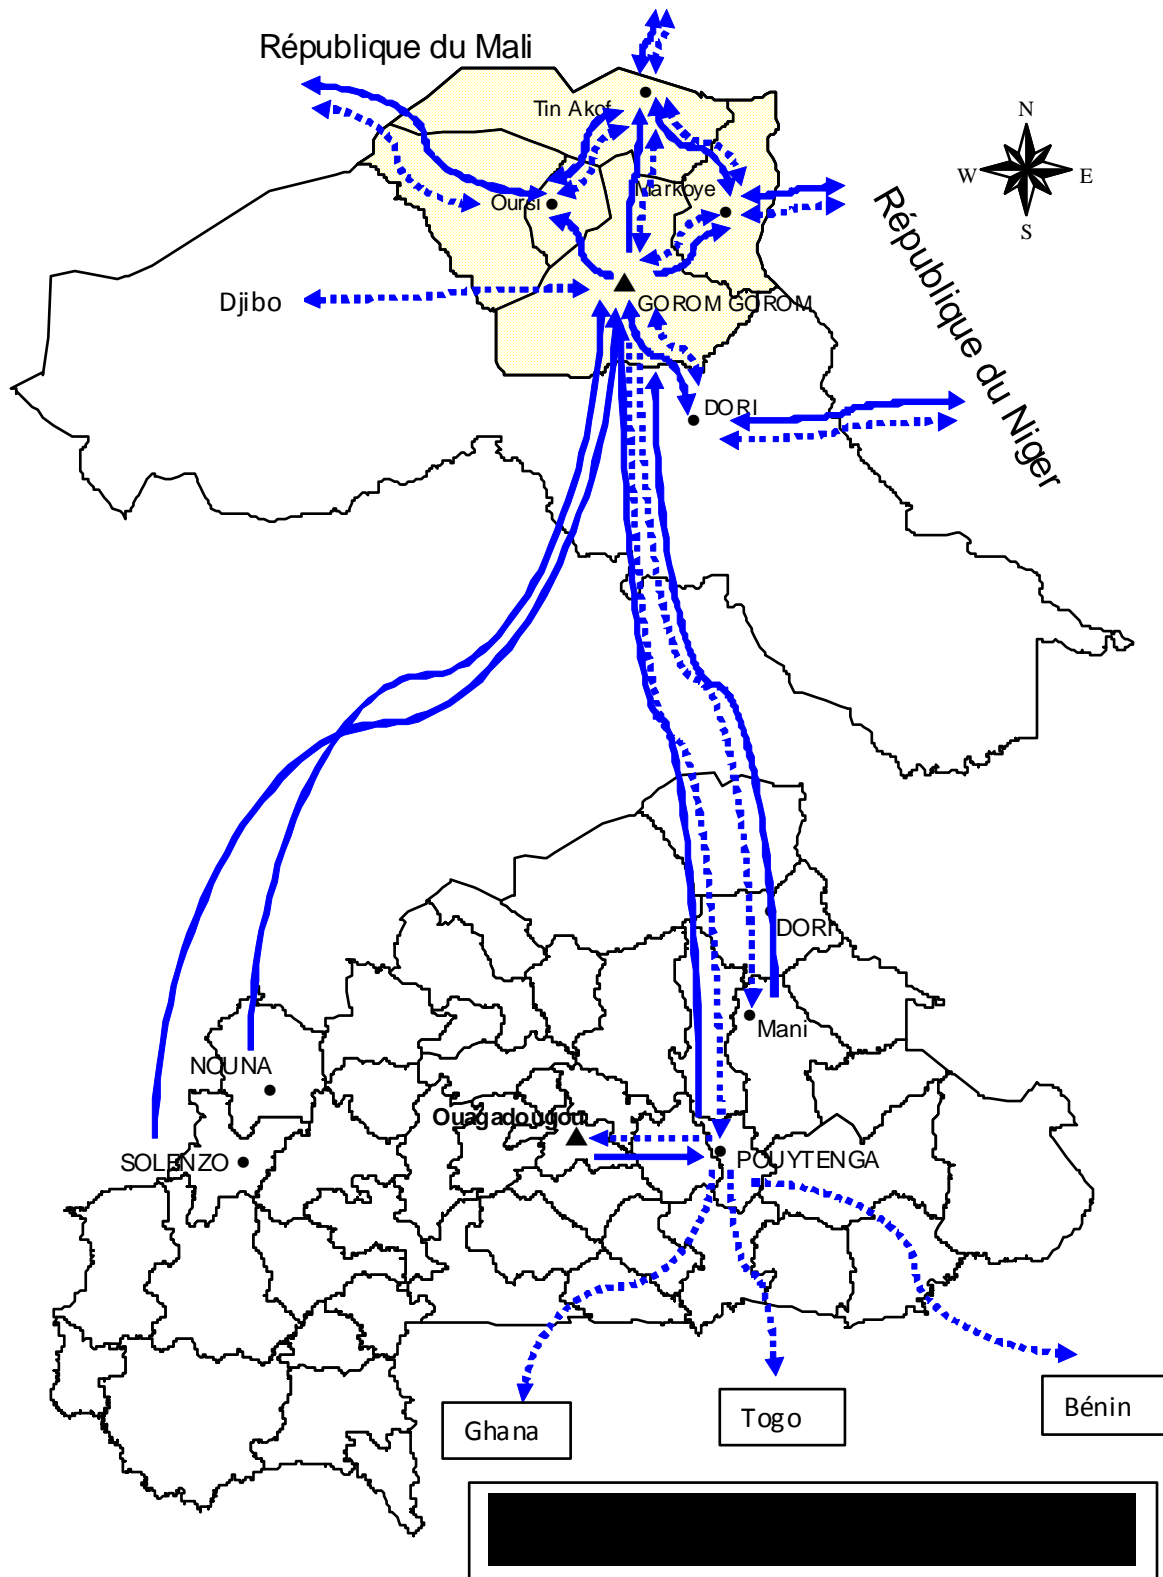 République du Mali
Tin Akof
N
W
E
S
Markoye
Oursi
République du Niger
Djibo
GOROM GOROM
DORI
DORI
Mani
NOUNA
Ouagadougou
SOLENZO
POUYTENGA
Ghana
Togo
Bénin